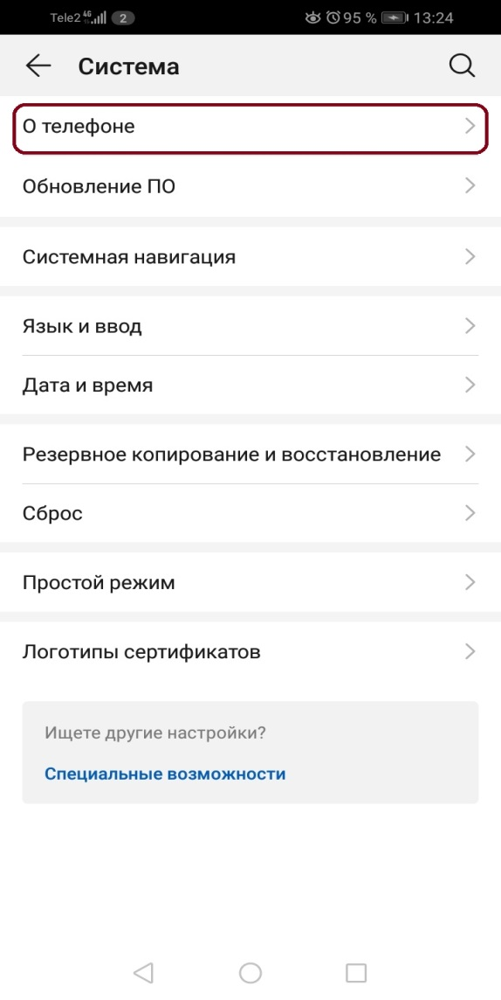 Tele2 4G 2 95 % 13:24
Система
О телефоне
Обновление ПО
Системная навигация
Язык и ввод
Дата и время
Резервное копирование и восстановление
Сброс
Простой режим
Логотипы сертификатов
Ищете другие настройки?
Специальные возможности